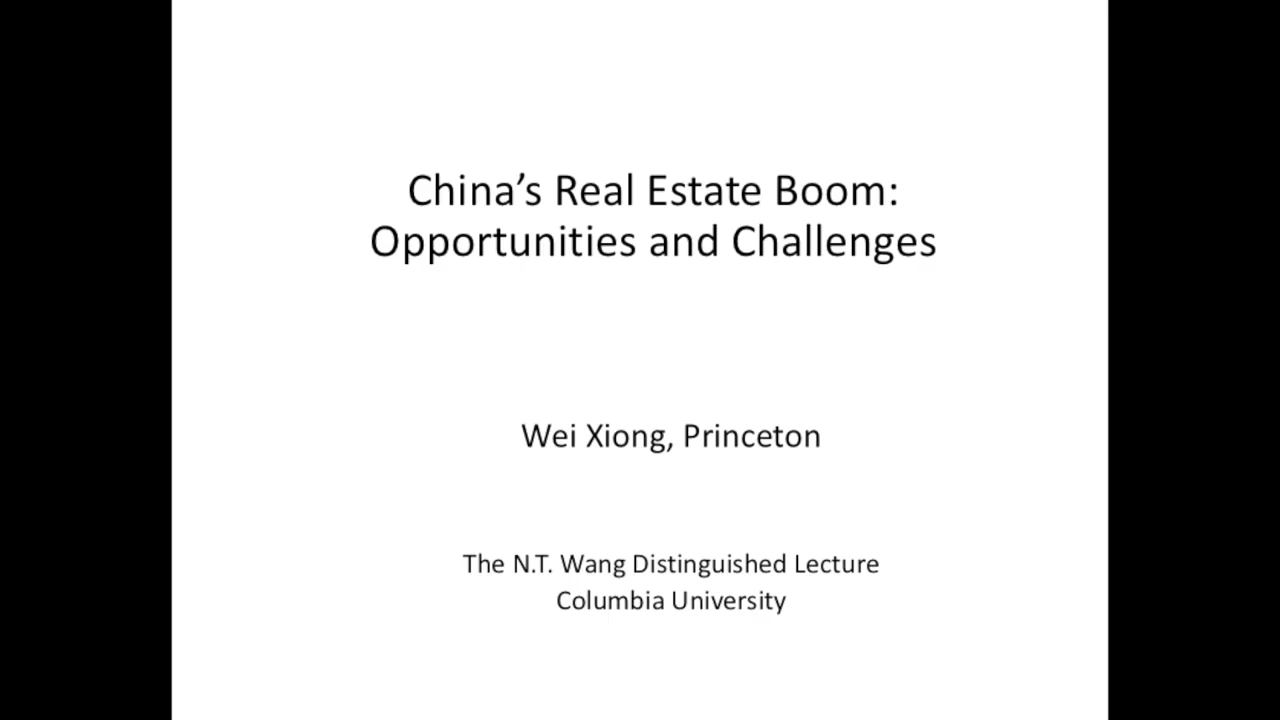 China’s Real Estate Boom:
Opportunities and Challenges
Wei Xiong, Princeton
The N.T. Wang Distinguished Lecture
Columbia University